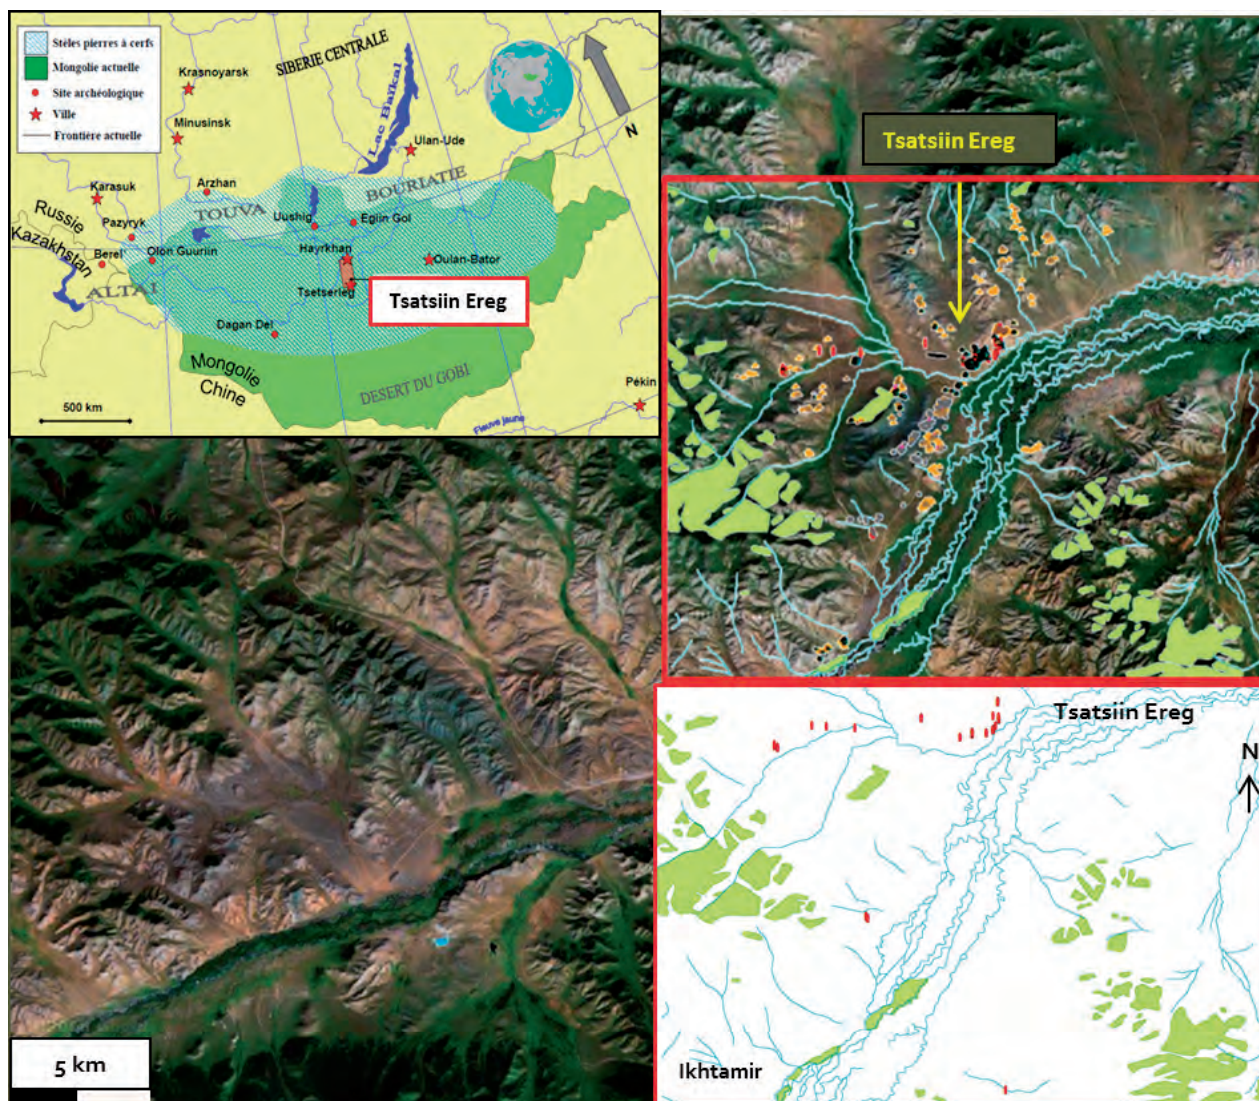 Stèles pierres à cerfs
Mongolie actuelle
Site archéologique
Ville
Frontière actuelle
SIBERIE CENTRALE
Krasnoyarsk
Minusinsk
Lac Baïkal
Ulan-Ude
N
Karasuk
Arzhan
TOUVA
BOURIATIE
Russie
Pazyryk
Uushig
Egiin Gol
Kazakhstan
Berel'
Olon Guuriin
Hayrkhan
Oulan-Bator
ALTAI
Tsetserleg
Tsatsiin Ereg
Dagan Del
Mongolie
Chine
DESERT DU GOBI
Pékin
500 km
Fleuve jaune
Tsatsiin Ereg
Tsatsiin Ereg
N
Ikhtamir
5 km